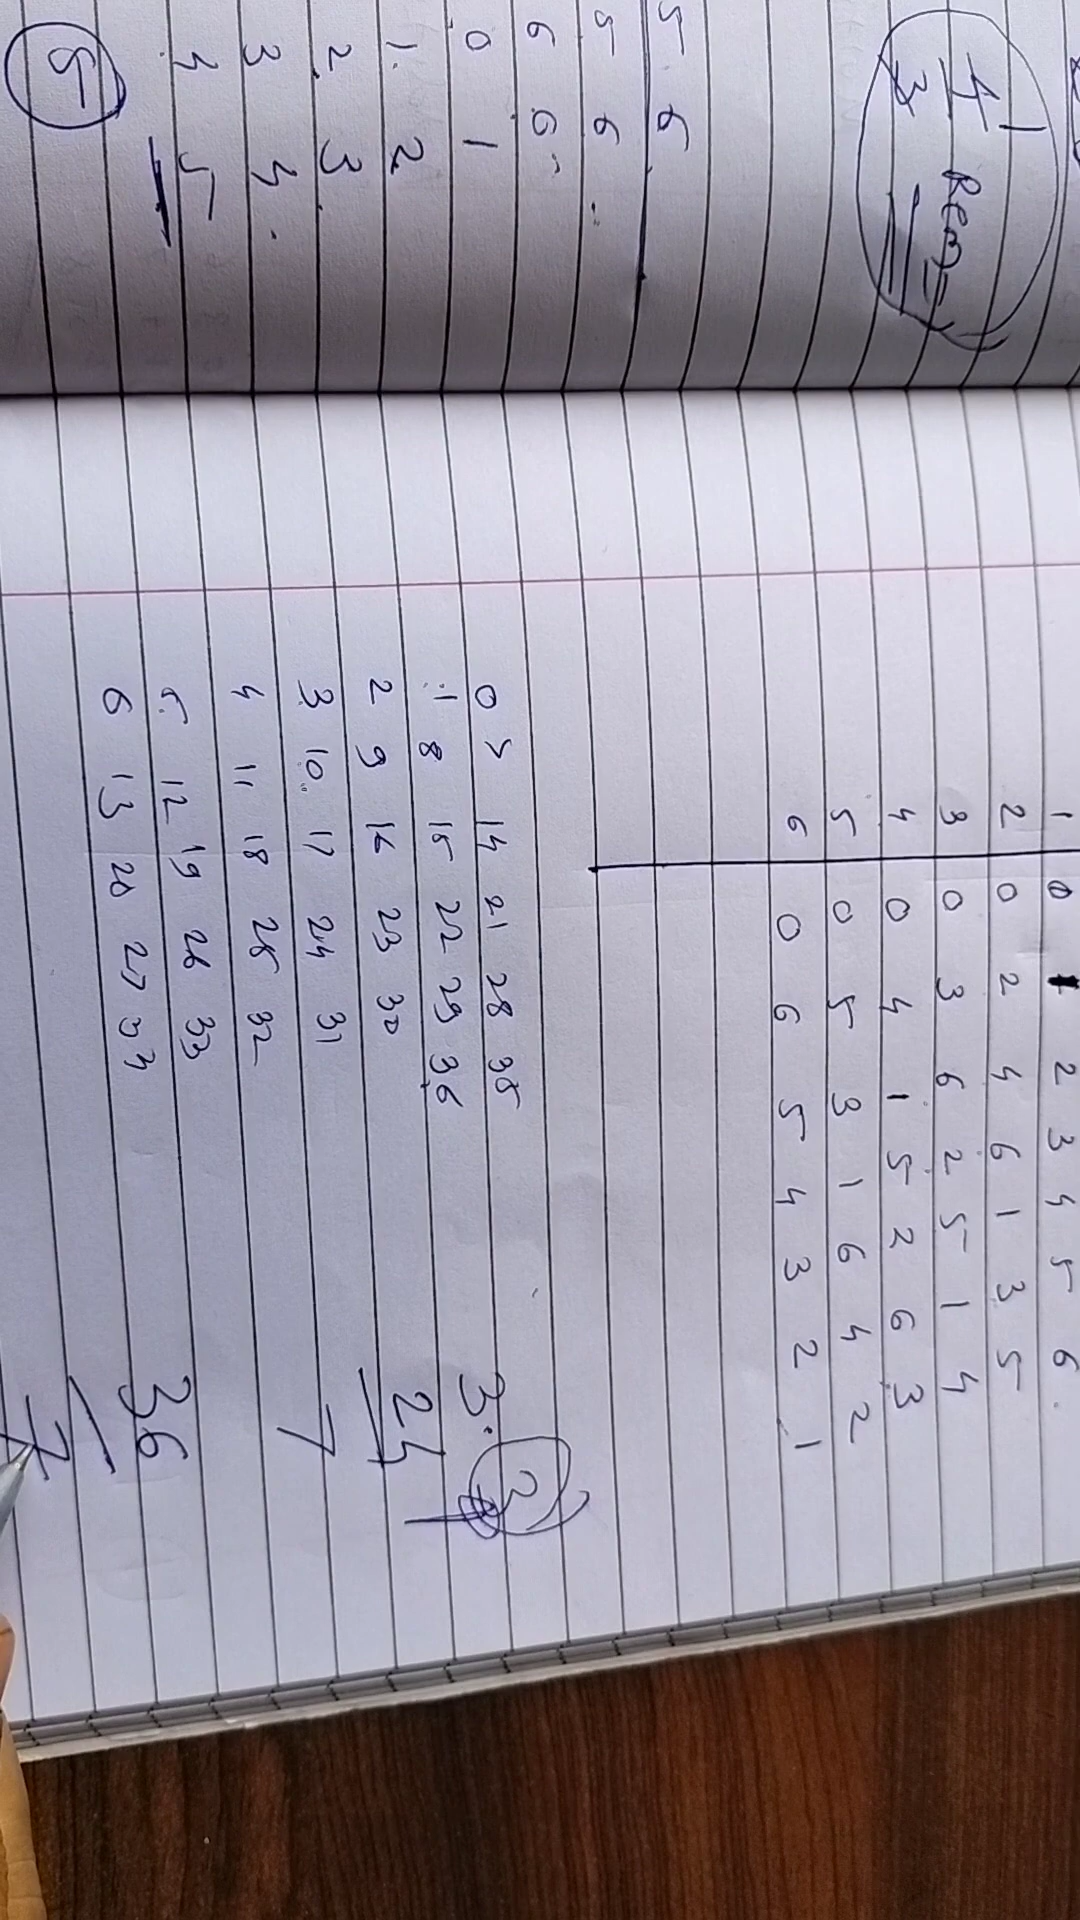 4 1
3 Rem =
5 6
5 6
6 6
0 1
1. 2
2 3
3 4
4 5
5
1 0 1 2 3 4 5 6
2 0 2 4 6 1 3 5
3 0 3 6 2 5 1 4
4 0 4 1 5 2 6 3
5 0 5 3 1 6 4 2
6 0 6 5 4 3 2 1
0 7 14 21 28 35
1 8 15 22 29 36
2 9 16 23 30
3 10 17 24 31
4 11 18 25 32
5 12 19 26 33
6 13 20 27 34
3.
24
7
36
7